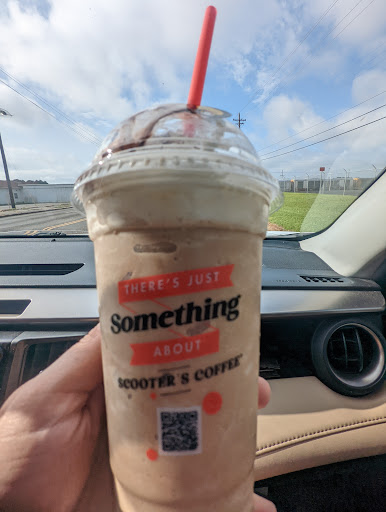 THERE'S JUST
Something
ABOUT
SCOOTER'S COFFEE